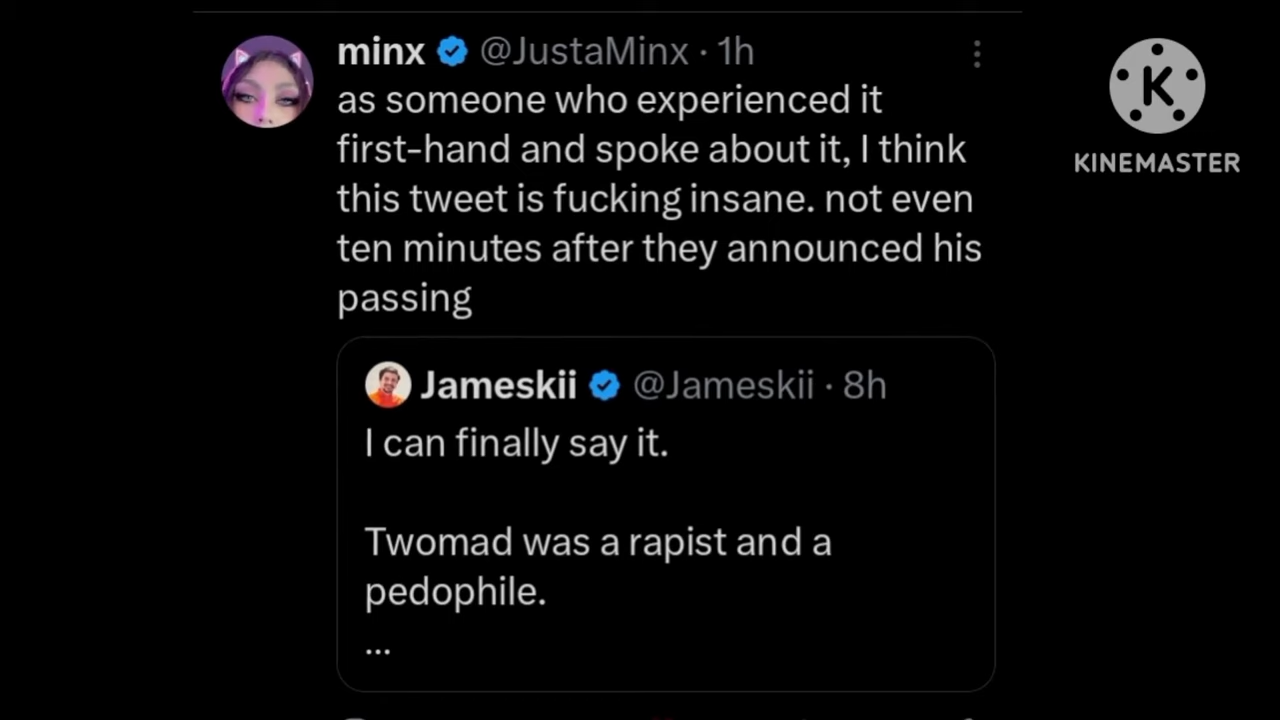 minx @JustaMinx · 1h
as someone who experienced it
first-hand and spoke about it, I think
this tweet is fucking insane. not even
ten minutes after they announced his
passing
Jameskii @Jameskii · 8h
I can finally say it.
Twomad was a rapist and a
pedophile.
...
K
KINEMASTER